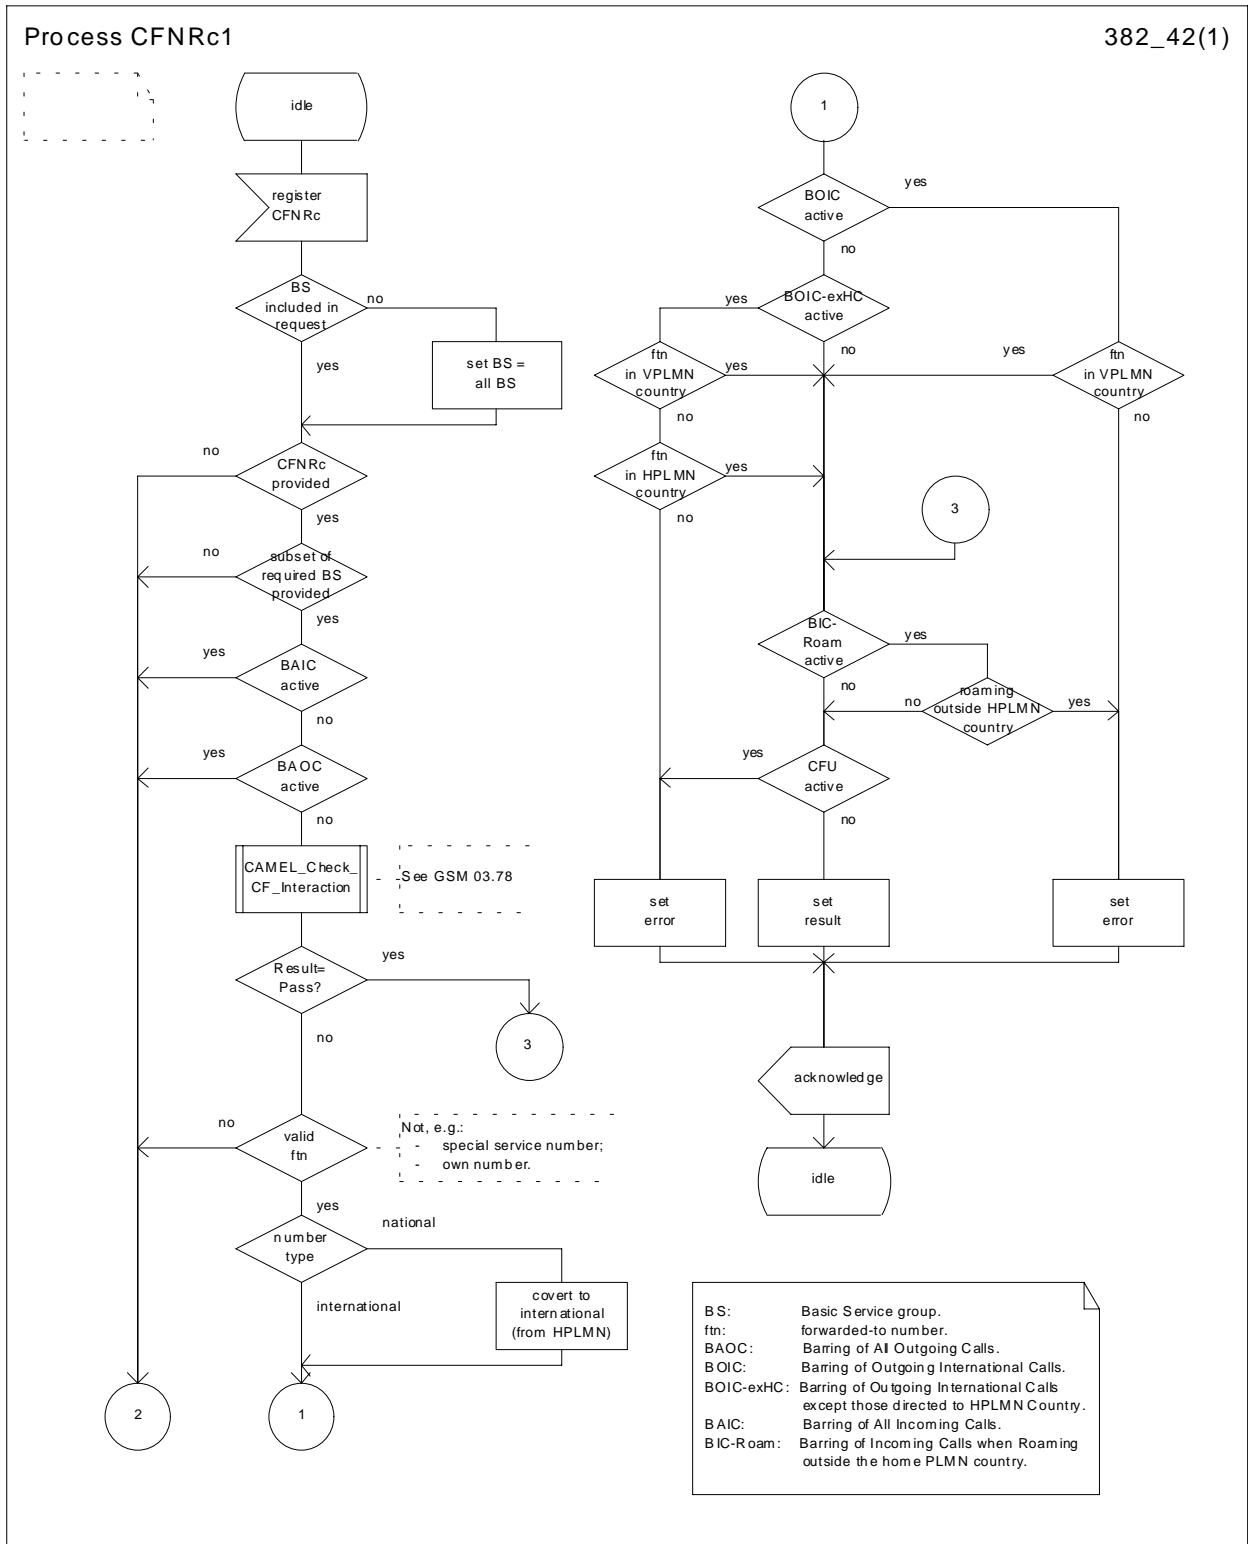 Process CFNRc1
382_42(1)
idle
register
CFNRc
BS
included in
request
no
yes
set BS =
all BS
no
CFNRc
provided
yes
no
subset of
required BS
provided
yes
yes
BAIC
active
no
yes
BAOC
active
no
CAMEL_Check_
CF_Interaction
See GSM 03.78
Result=
Pass?
yes
no
3
no
valid
ftn
Not, e.g.:
- special service number;
- own number.
yes
number
type
national
international
covert to
international
(from HPLMN)
2
1
1
BOIC
active
yes
no
yes
BOIC-exHC
active
no
ftn
in VPLMN
country
yes
no
yes
ftn
in VPLMN
country
no
ftn
in HPLMN
country
yes
no
3
BIC-
Roam
active
yes
no
no
roaming
outside HPLMN
country
yes
yes
CFU
active
no
set
error
set
result
set
error
acknowledge
idle
BS: Basic Service group.
ftn: forwarded-to number.
BAOC: Barring of All Outgoing Calls.
BOIC: Barring of Outgoing International Calls.
BOIC-exHC: Barring of Outgoing International Calls
except those directed to HPLMN Country.
BAIC: Barring of All Incoming Calls.
BIC-Roam: Barring of Incoming Calls when Roaming
outside the home PLMN country.